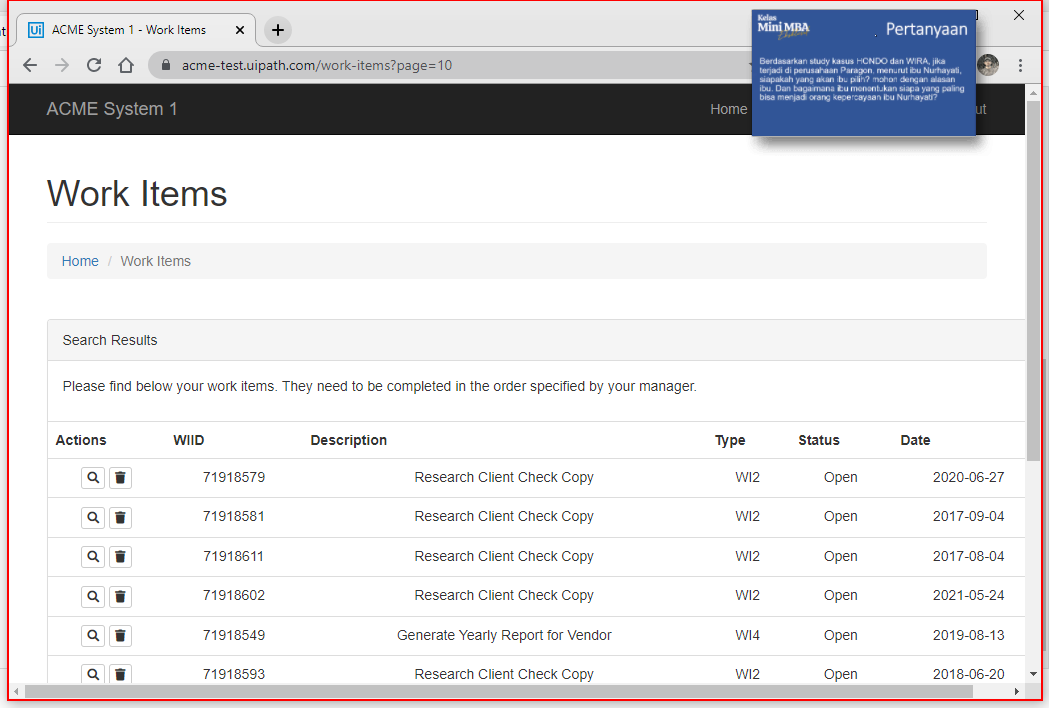 ACME System 1 - Work Items
acme-test.uipath.com/work-items?page=10
Kelas
Mini MBA
Pertanyaan
Berdasarkan study kasus HONDO dan WIRA, jika
terjadi di perusahaan Paragon, menurut ibu Nurhayati,
siapakah yang akan ibu pilih? mohon dengan alasan
ibu. Dan bagaimana ibu menentukan siapa yang paling
bisa menjadi orang kepercayaan ibu Nurhayati?
ACME System 1 Home ut
Work Items
Home / Work Items
Search Results
Please find below your work items. They need to be completed in the order specified by your manager.
Actions WIID Description Type Status Date
71918579 Research Client Check Copy WI2 Open 2020-06-27
71918581 Research Client Check Copy WI2 Open 2017-09-04
71918611 Research Client Check Copy WI2 Open 2017-08-04
71918602 Research Client Check Copy WI2 Open 2021-05-24
71918549 Generate Yearly Report for Vendor WI4 Open 2019-08-13
71918593 Research Client Check Copy WI2 Open 2018-06-20